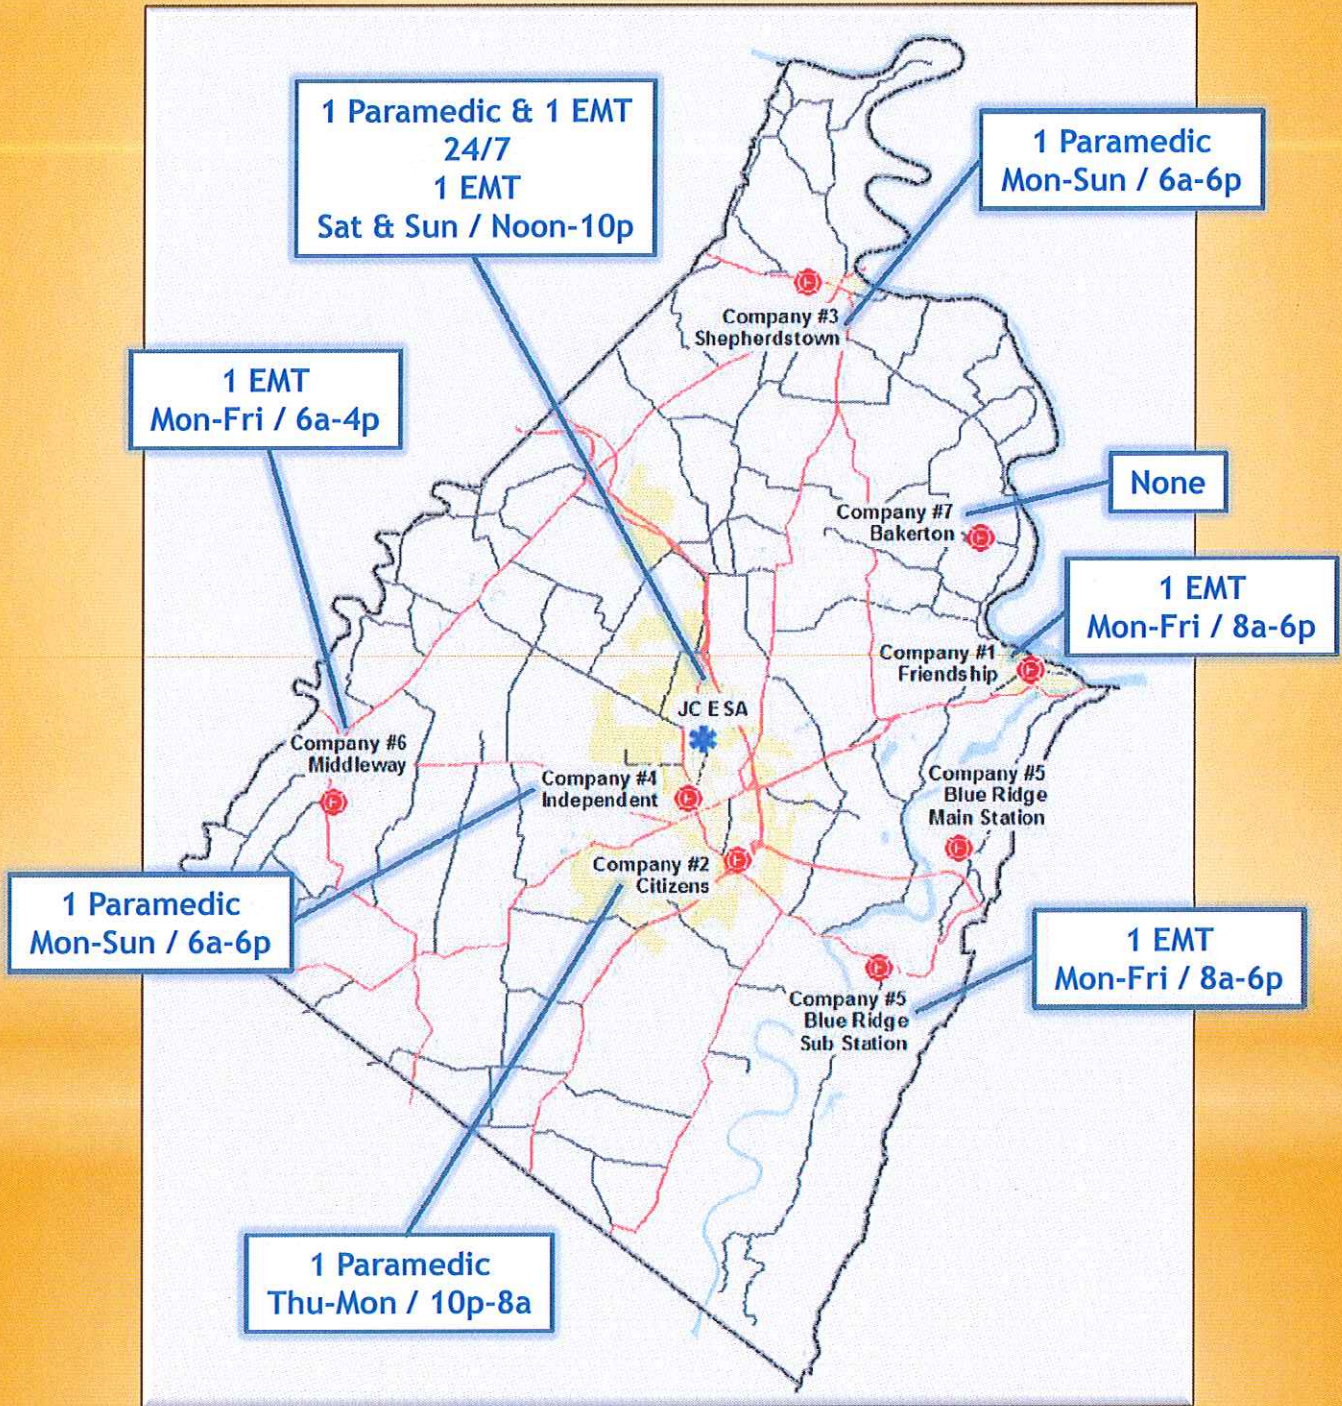 1 Paramedic & 1 EMT
24/7
1 EMT
Sat & Sun / Noon-10p
1 Paramedic
Mon-Sun / 6a-6p
Company #3
Shepherdstown
1 EMT
Mon-Fri / 6a-4p
None
Company #7
Bakerton
1 EMT
Mon-Fri / 8a-6p
Company #1
Friendship
JC ESA
Company #6
Middleway
Company #4
Independent
Company #5
Blue Ridge
Main Station
Company #2
Citizens
1 Paramedic
Mon-Sun / 6a-6p
1 EMT
Mon-Fri / 8a-6p
Company #5
Blue Ridge
Sub Station
1 Paramedic
Thu-Mon / 10p-8a